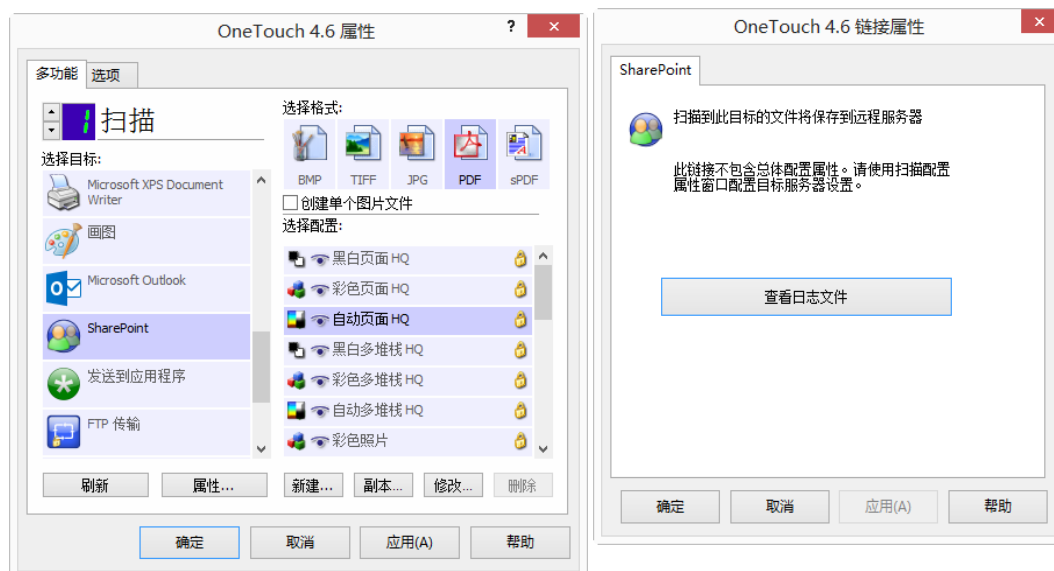 OneTouch 4.6 属性
?
×
多功能
选项
1
扫描
选择目标:
Microsoft XPS Document
Writer
画图
Microsoft Outlook
SharePoint
发送到应用程序
FTP 传输
刷新
属性...
选择格式:
BMP
TIFF
JPG
PDF
sPDF
创建单个图片文件
选择配置:
黑白页面 HQ
彩色页面 HQ
自动页面 HQ
黑白多堆栈 HQ
彩色多堆栈 HQ
自动多堆栈 HQ
彩色照片
新建...
副本...
修改...
删除
确定
取消
应用(A)
帮助
OneTouch 4.6 链接属性
×
SharePoint
扫描到此目标的文件将保存到远程服务器
此链接不包含总体配置属性。请使用扫描配置
属性窗口配置目标服务器设置。
查看日志文件
确定
取消
应用(A)
帮助